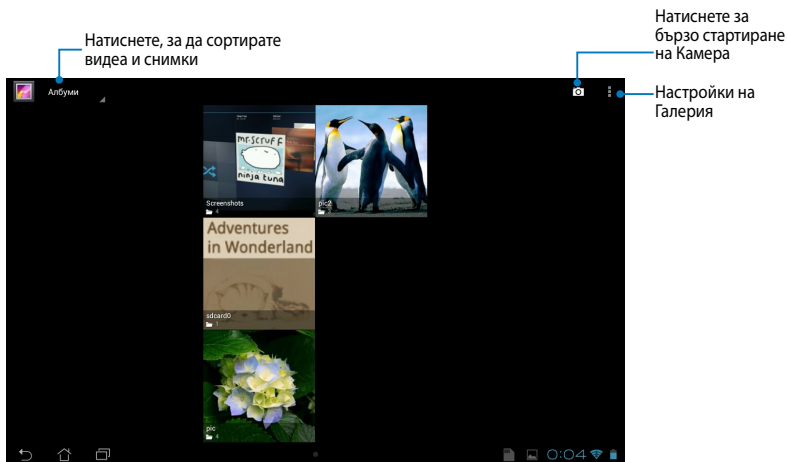 Натиснете за
бързо стартиране
на Камера
Натиснете, за да сортирате
видеа и снимки
Настройки на
Галерия
Албуми
mr.scruff
ninja tuna
Screenshots
4
pic2
Adventures
in Wonderland
sdcard0
1
pic
4
0:04